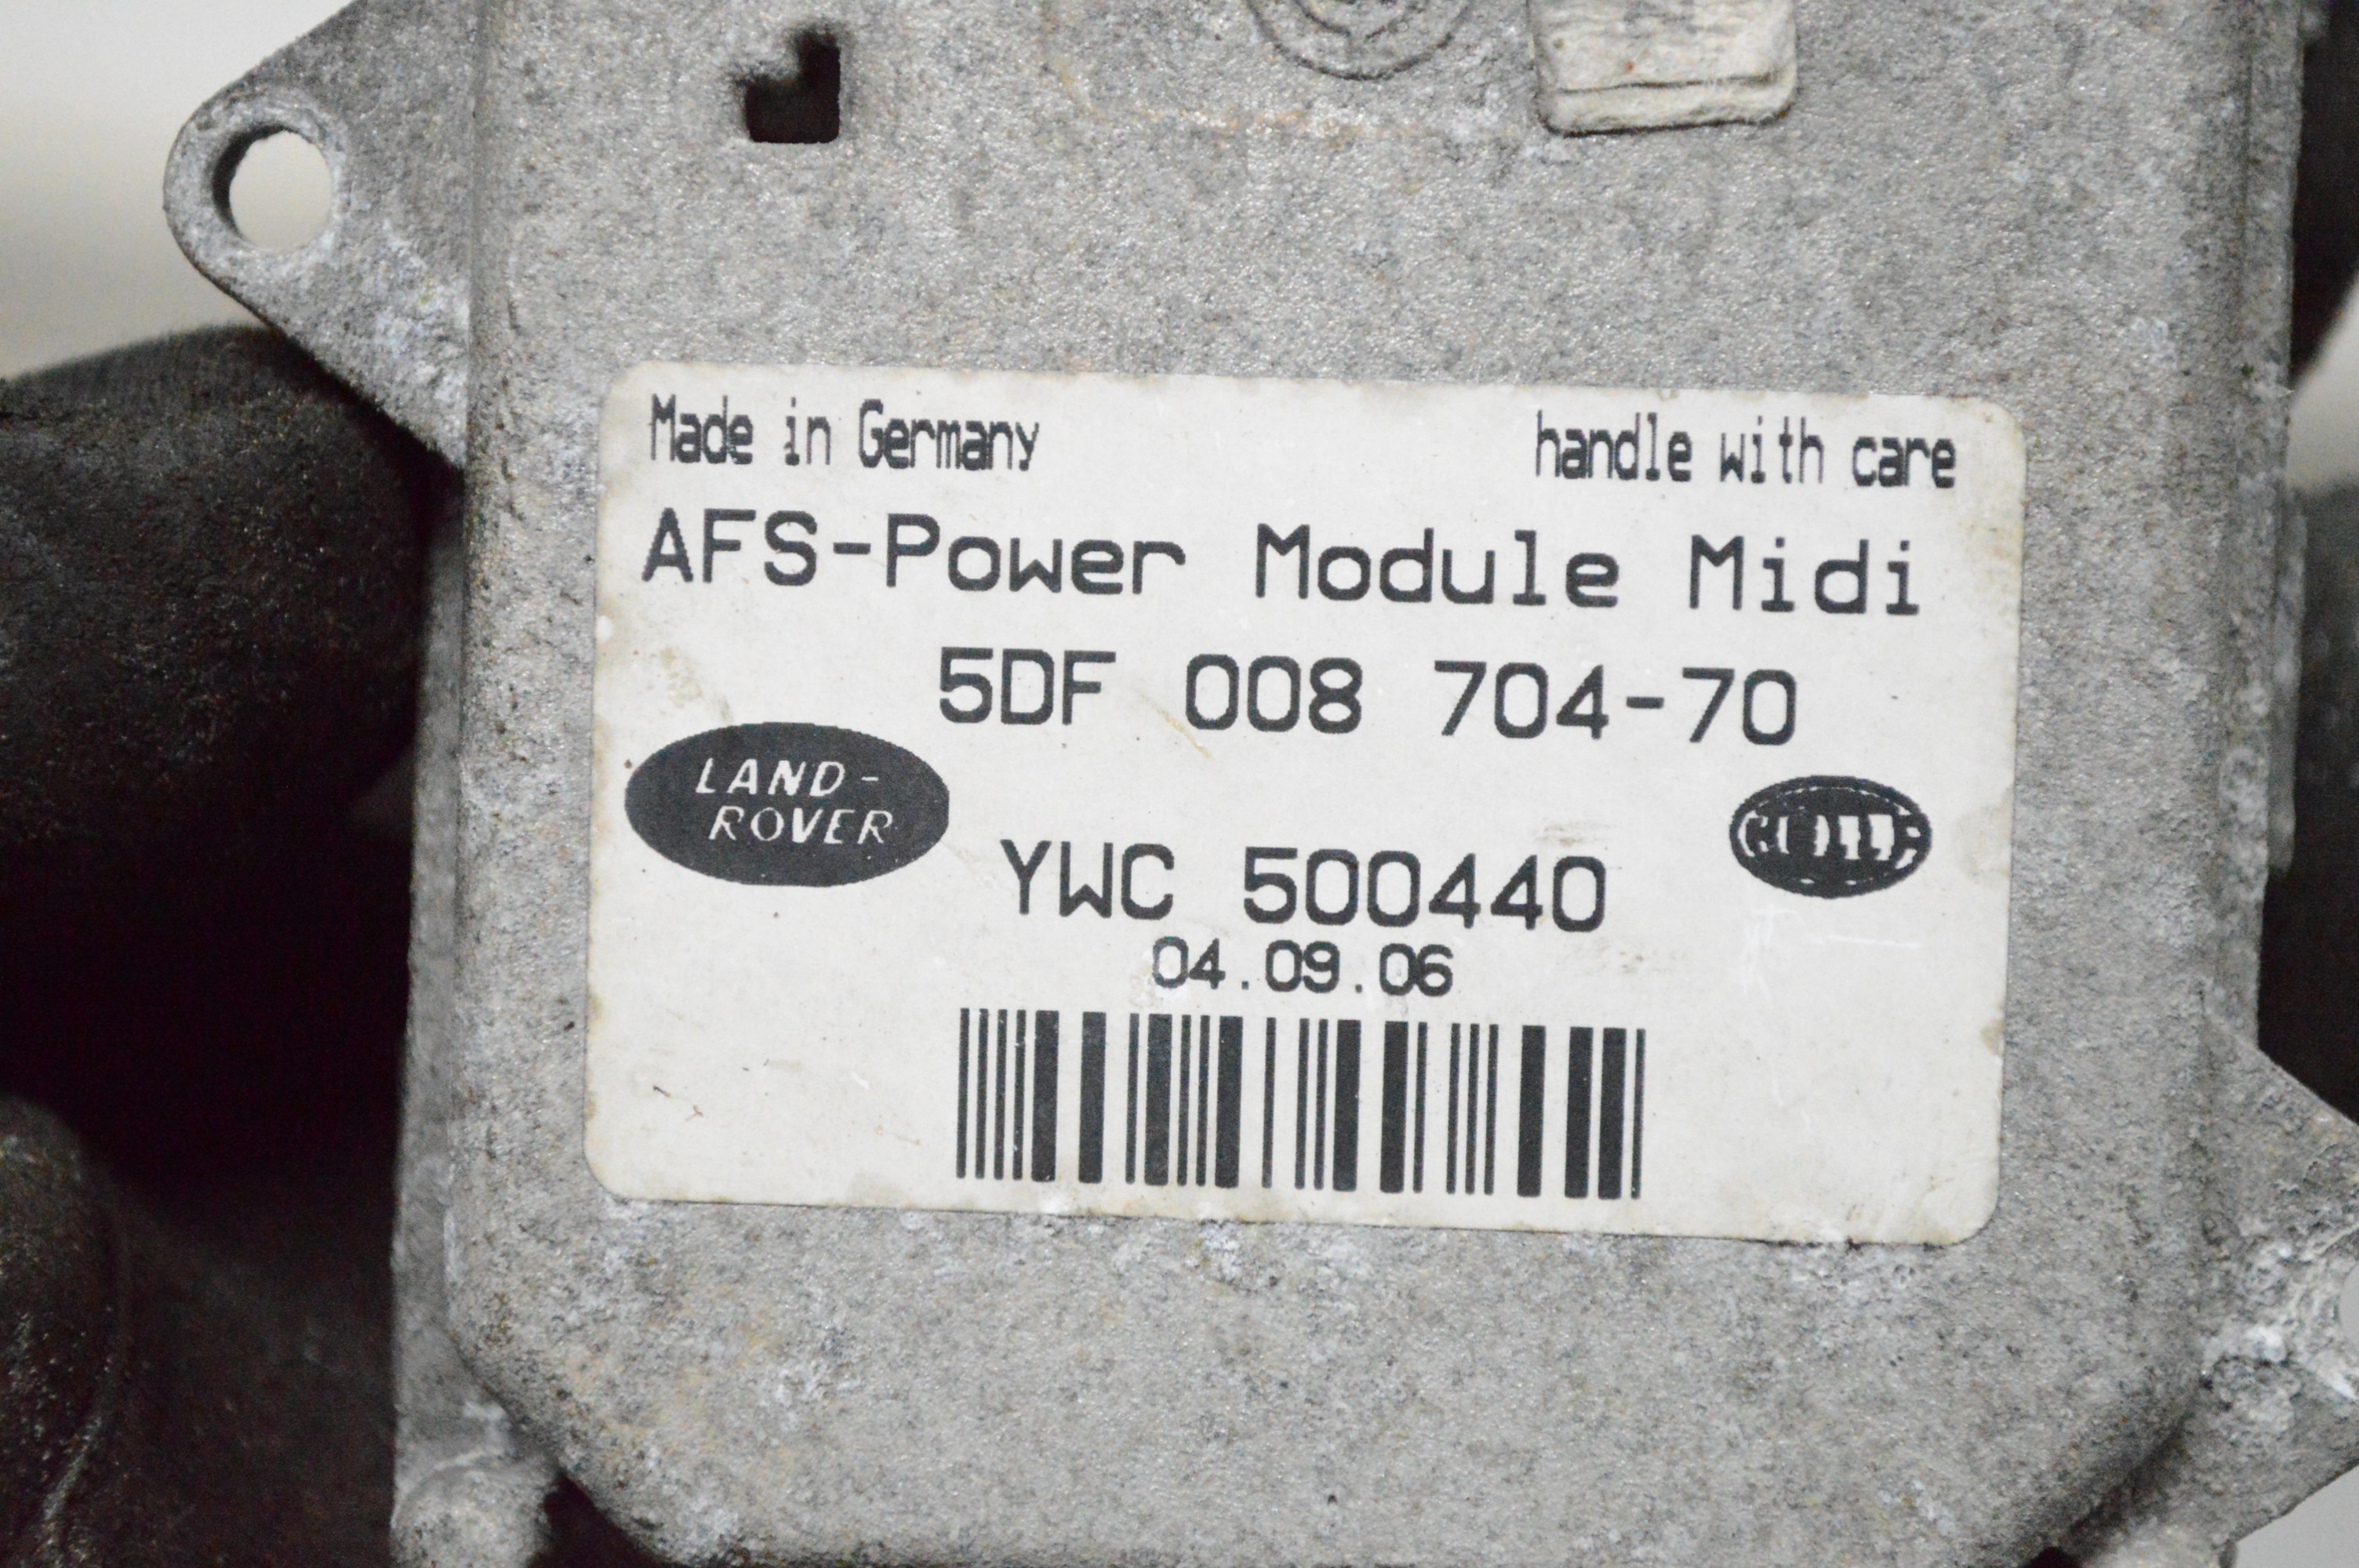 Made in Germany handle with care
AFS-Power Module Midi
5DF 008 704-70
LAND-
ROVER
YWC 500440
04.09.06